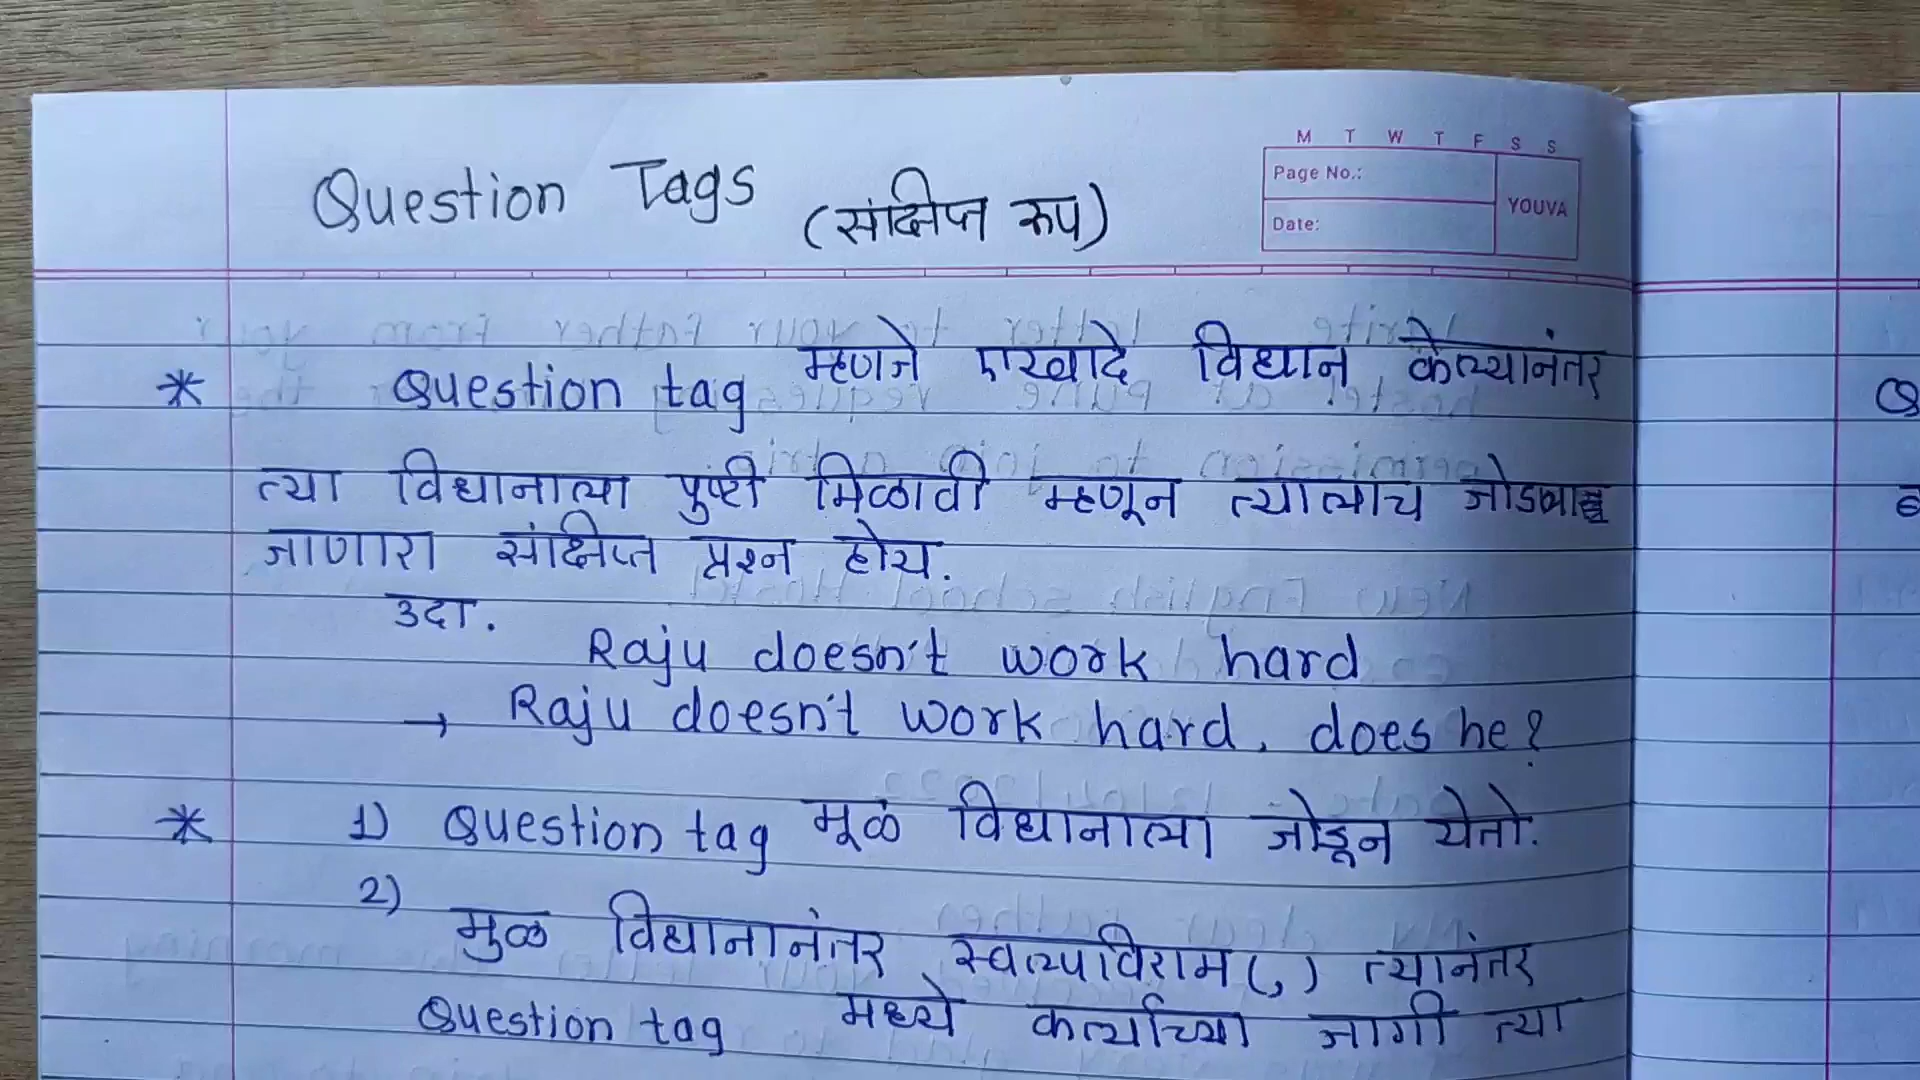 Question Tags (संक्षिप्त रूप)
M T W T F S S
Page No.:
Date:
YOUVA
* Question tag म्हणजे एखादे विधान केल्यानंतर
त्या विधानाला पुष्टी मिळावी म्हणून त्यालाच
जाणारा संक्षिप्त प्रश्न होय.
उदा.
Raju doesn't work hard
→ Raju doesn't work hard, does he?
* 1) Question tag मूळ विधानाला जोडून येतो.
2) मुळ विधानानंतर स्वल्पविराम (,) त्यानंतर
Question tag मध्ये कर्त्याच्या जागी त्या